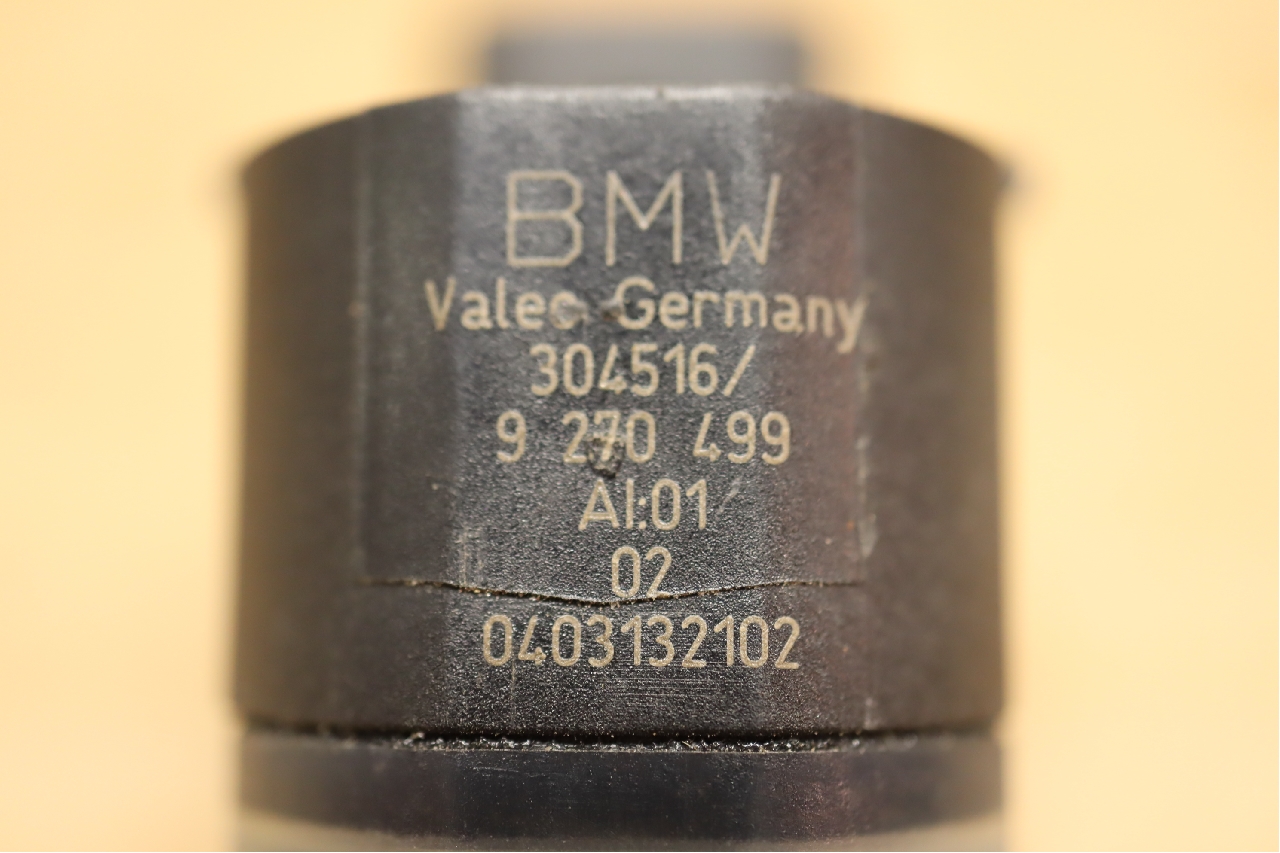 BMW
Valeo Germany
304516/
9 270 499
AI:01
02
0403132102